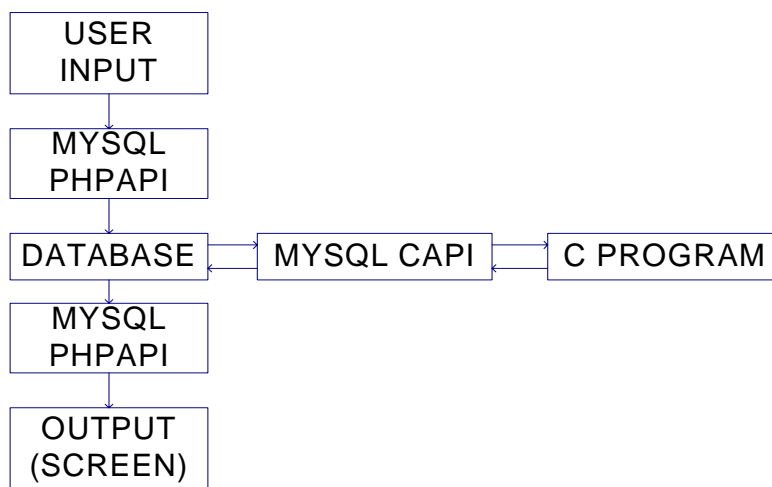 USER
INPUT
MYSQL
PHPAPI
DATABASE
MYSQL CAPI
C PROGRAM
MYSQL
PHPAPI
OUTPUT
(SCREEN)